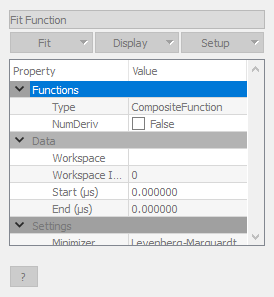 Fit Function
Fit Display Setup
Property Value
Functions
Type CompositeFunction
NumDeriv False
Data
Workspace
Workspace I... 0
Start (µs) 0.000000
End (µs) 0.000000
Settings
Minimizer Levenberg-Marquardt
?